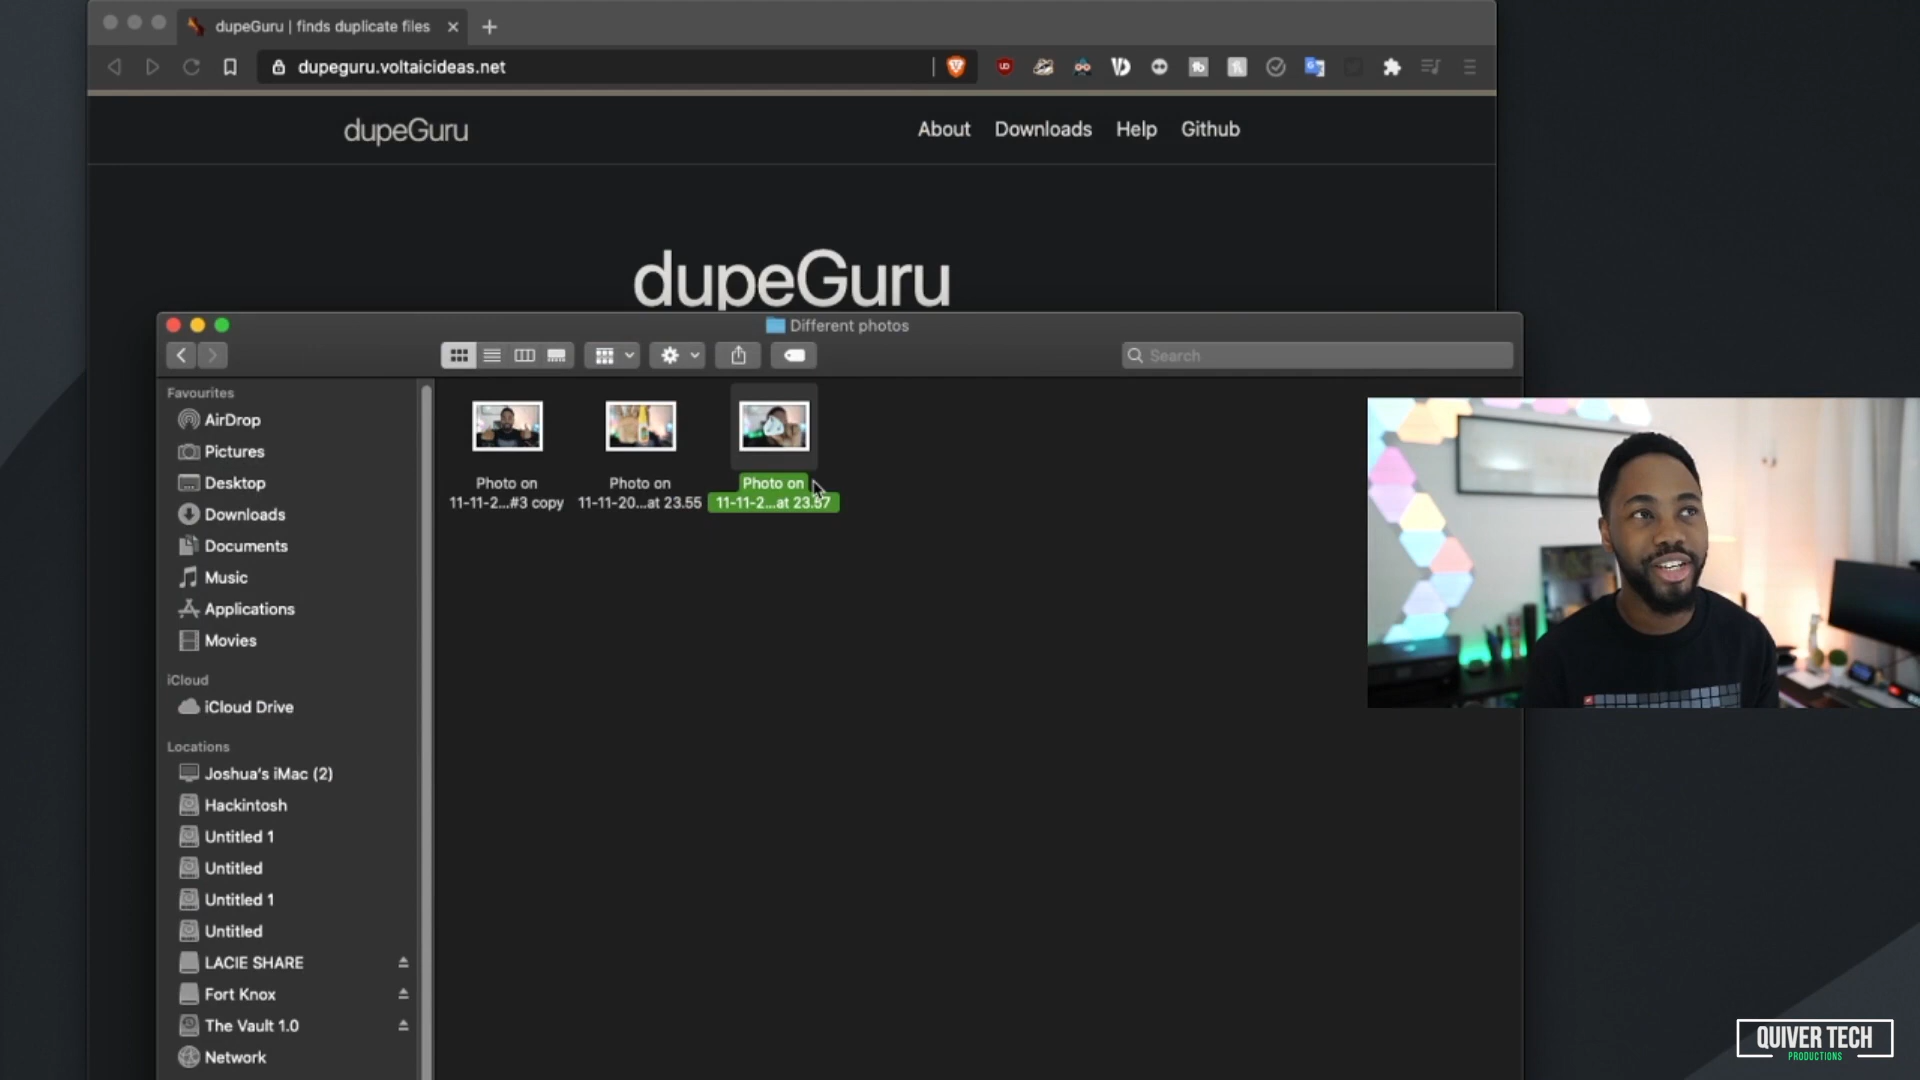 dupeGuru | finds duplicate files
dupeguru.voltaicideas.net
dupeGuru
About
Downloads
Help
Github
dupeGuru
Different photos
Search
Favourites
AirDrop
Pictures
Desktop
Downloads
Documents
Music
Applications
Movies
iCloud
iCloud Drive
Locations
Joshua's iMac (2)
Hackintosh
Untitled 1
Untitled
Untitled 1
Untitled
LACIE SHARE
Fort Knox
The Vault 1.0
Network
Photo on
11-11-2...#3 copy
Photo on
11-11-20...at 23.55
Photo on
11-11-2...at 23.57
QUIVER TECH
PRODUCTIONS